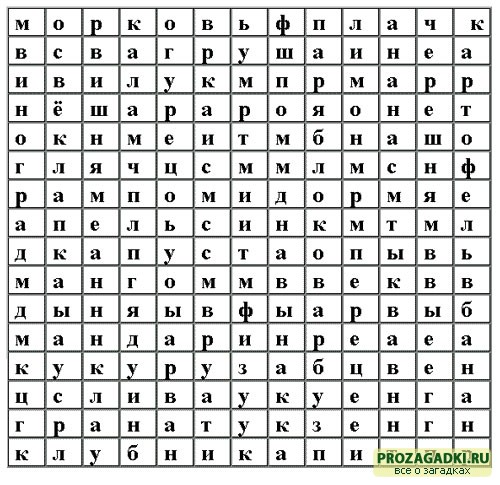 м о р к о в ь ф п л а ч к
в с в а г р у ш а и н е а
и в и л у к м п р м а р р
н ё ш а р а р о я о н е т
о к н м е и т м б н а ш о
г л я ч ц с м м л м с н ф
р а м п о м и д о р м я е
а п е л ь с и н к м т м л
д к а п у с т а о п ы в ь
м а н г о м м в в е к в в
д ы н я ы в ф ы а р в ы б
м а н д а р и н р е а е а
к у к у р у з а б ц в е н
ц с л и в а у к у е н г а
г р а н а т у к з е н г н
к л у б н и к а п и
PROZAGADKI.RU
все о загадках